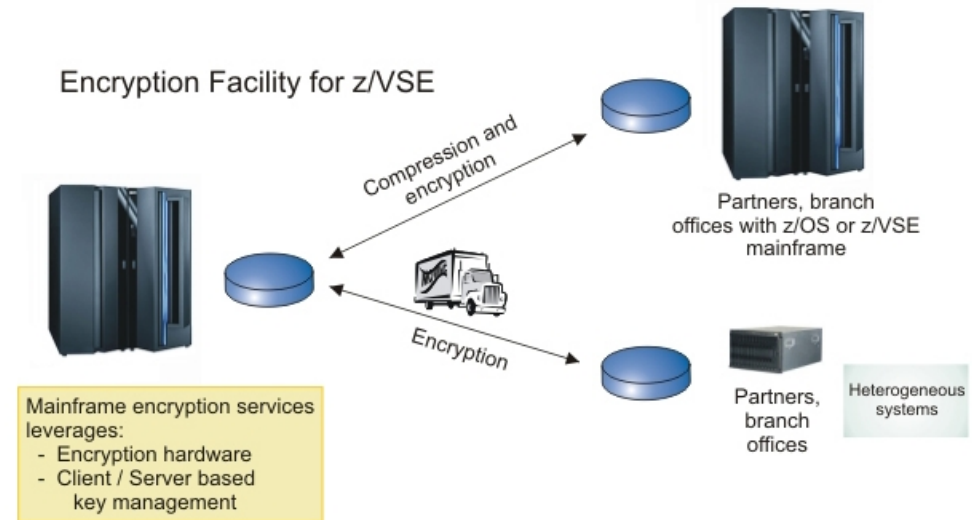 Encryption Facility for z/VSE
Compression and
encryption
Partners, branch
offices with z/OS or z/VSE
mainframe
Encryption
Mainframe encryption services
leverages:
- Encryption hardware
- Client / Server based
key management
Partners,
branch
offices
Heterogeneous
systems